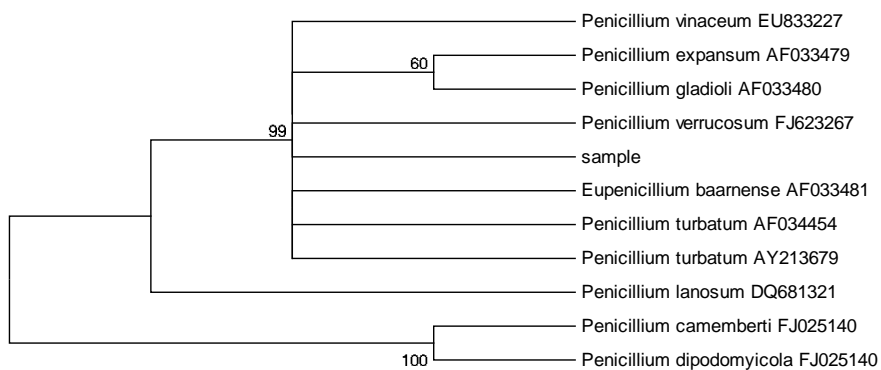 Penicillium vinaceum EU833227
Penicillium expansum AF033479
60
Penicillium gladioli AF033480
Penicillium verrucosum FJ623267
99
sample
Eupenicillium baarnense AF033481
Penicillium turbatum AF034454
Penicillium turbatum AY213679
Penicillium lanosum DQ681321
Penicillium camemberti FJ025140
Penicillium dipodomyicola FJ025140
100